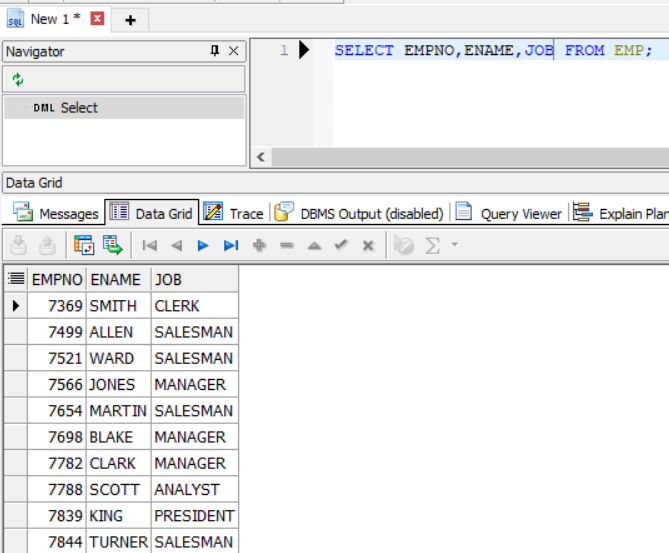 SQL New 1 *
Navigator
1 SELECT EMPNO,ENAME,JOB FROM EMP;
DML Select
Data Grid
Messages Data Grid Trace DBMS Output (disabled) Query Viewer Explain Plan
EMPNO ENAME JOB
7369 SMITH CLERK
7499 ALLEN SALESMAN
7521 WARD SALESMAN
7566 JONES MANAGER
7654 MARTIN SALESMAN
7698 BLAKE MANAGER
7782 CLARK MANAGER
7788 SCOTT ANALYST
7839 KING PRESIDENT
7844 TURNER SALESMAN